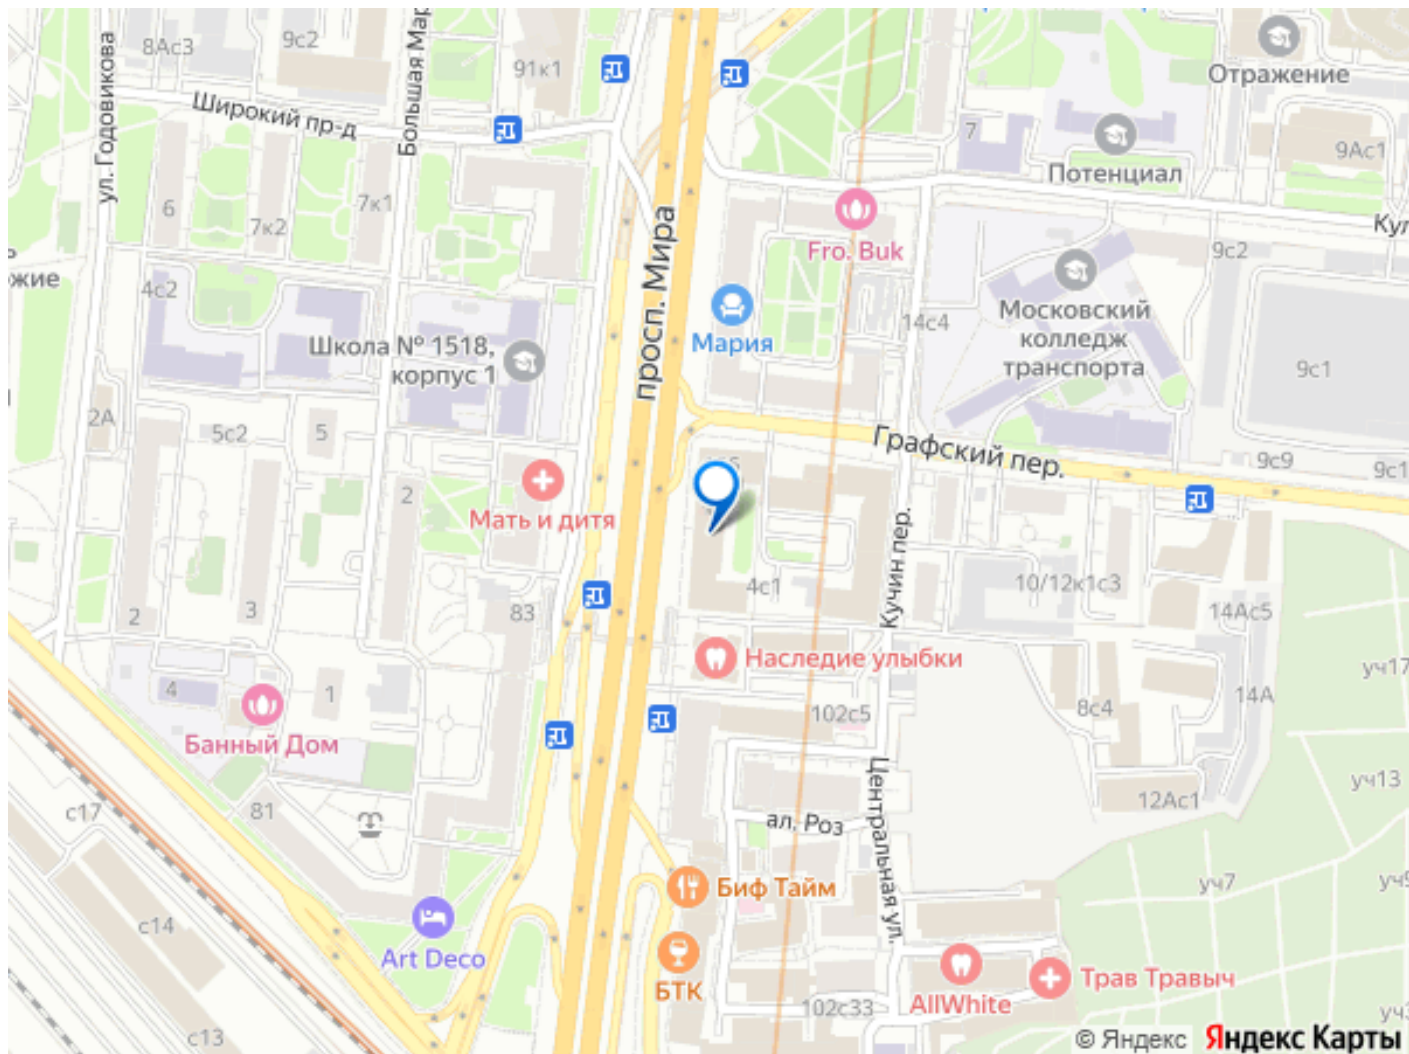 ул. Годовикова
8Ас3
9с2
Большая Мар
91к1
Отражение
Широкий пр-д
7
9Ас1
Потенциал
6
7к2
7к1
просп. Мира
Кул
Fro. Buk
9с2
жие
4с2
Московский
колледж
транспорта
14с4
Мария
Школа № 1518,
корпус 1
9с1
2А
5с2
5
Графский пер.
9с9
9с1
2
Мать и дитя
Кучин пер.
4с1
10/12к1с3
2
3
83
14Ас5
Наследие улыбки
уч17
4
1
14А
8с4
102с5
Банный Дом
Центральная ул.
уч13
12Ас1
с17
81
ал. Роз
Биф Тайм
уч7
с14
Art Deco
БТК
AllWhite
Трав Травыч
102с33
с13
© Яндекс Яндекс Карты